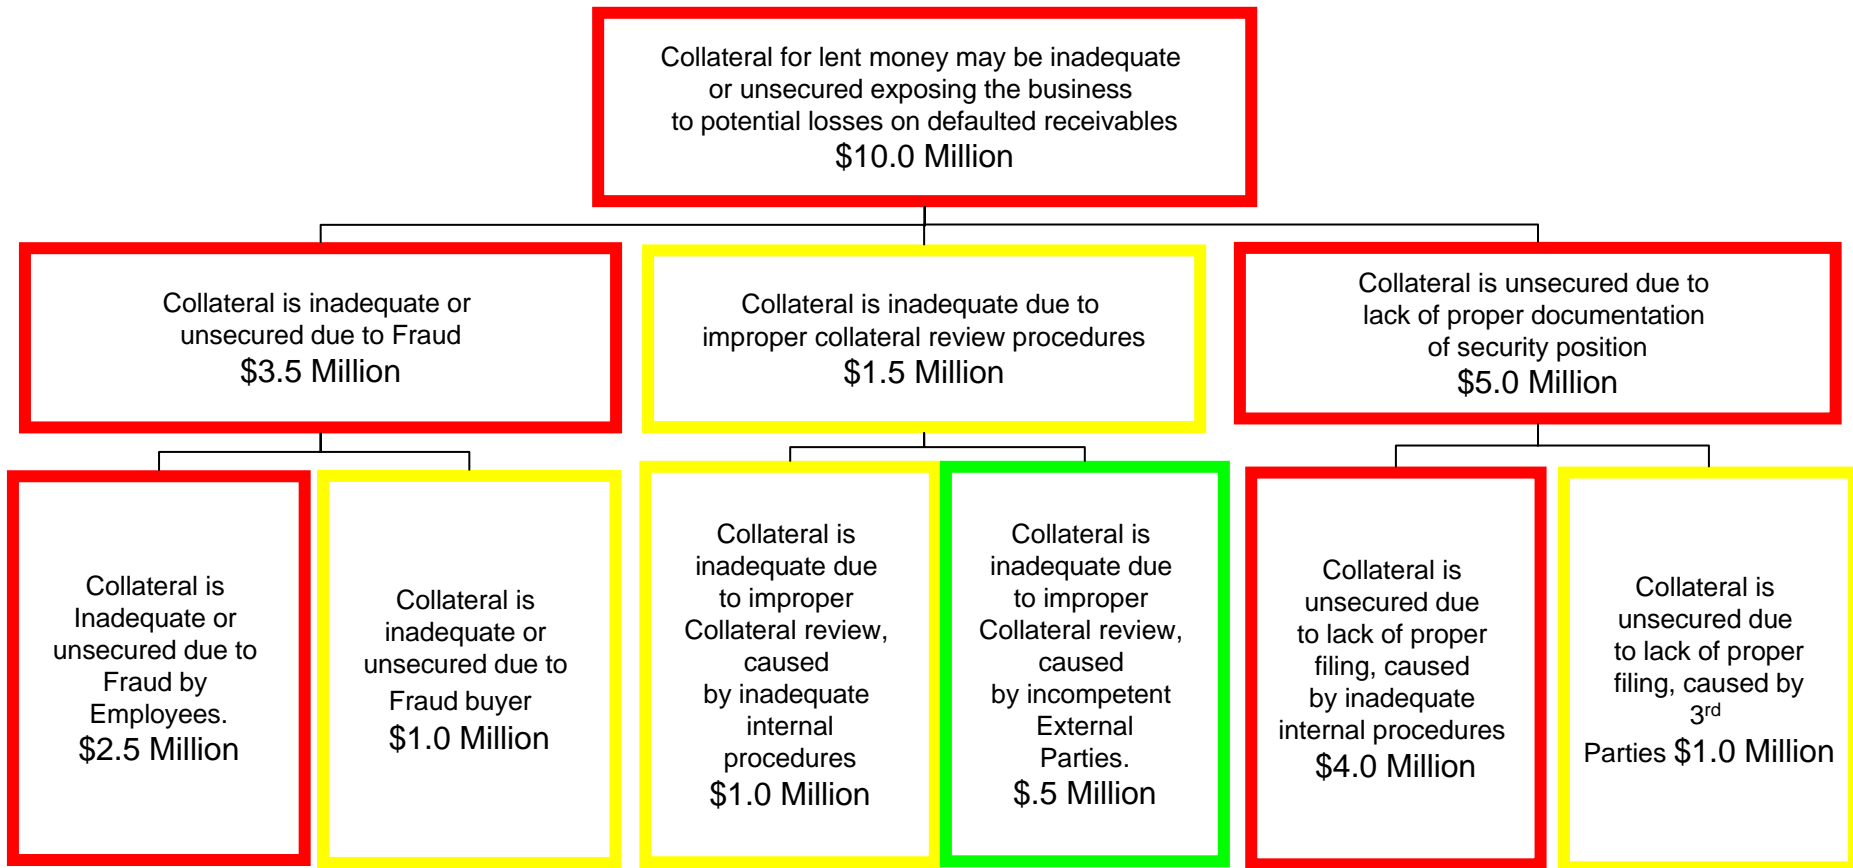 Collateral for lent money may be inadequate
or unsecured exposing the business
to potential losses on defaulted receivables
$10.0 Million
Collateral is inadequate or
unsecured due to Fraud
$3.5 Million
Collateral is inadequate due to
improper collateral review procedures
$1.5 Million
Collateral is unsecured due to
lack of proper documentation
of security position
$5.0 Million
Collateral is
Inadequate or
unsecured due to
Fraud by
Employees.
$2.5 Million
Collateral is
inadequate or
unsecured due to
Fraud buyer
$1.0 Million
Collateral is
inadequate due
to improper
Collateral review,
caused
by inadequate
internal
procedures
$1.0 Million
Collateral is
inadequate due
to improper
Collateral review,
caused
by incompetent
External
Parties.
$.5 Million
Collateral is
unsecured due
to lack of proper
filing, caused
by inadequate
internal procedures
$4.0 Million
Collateral is
unsecured due
to lack of proper
filing, caused by
3rd
Parties $1.0 Million